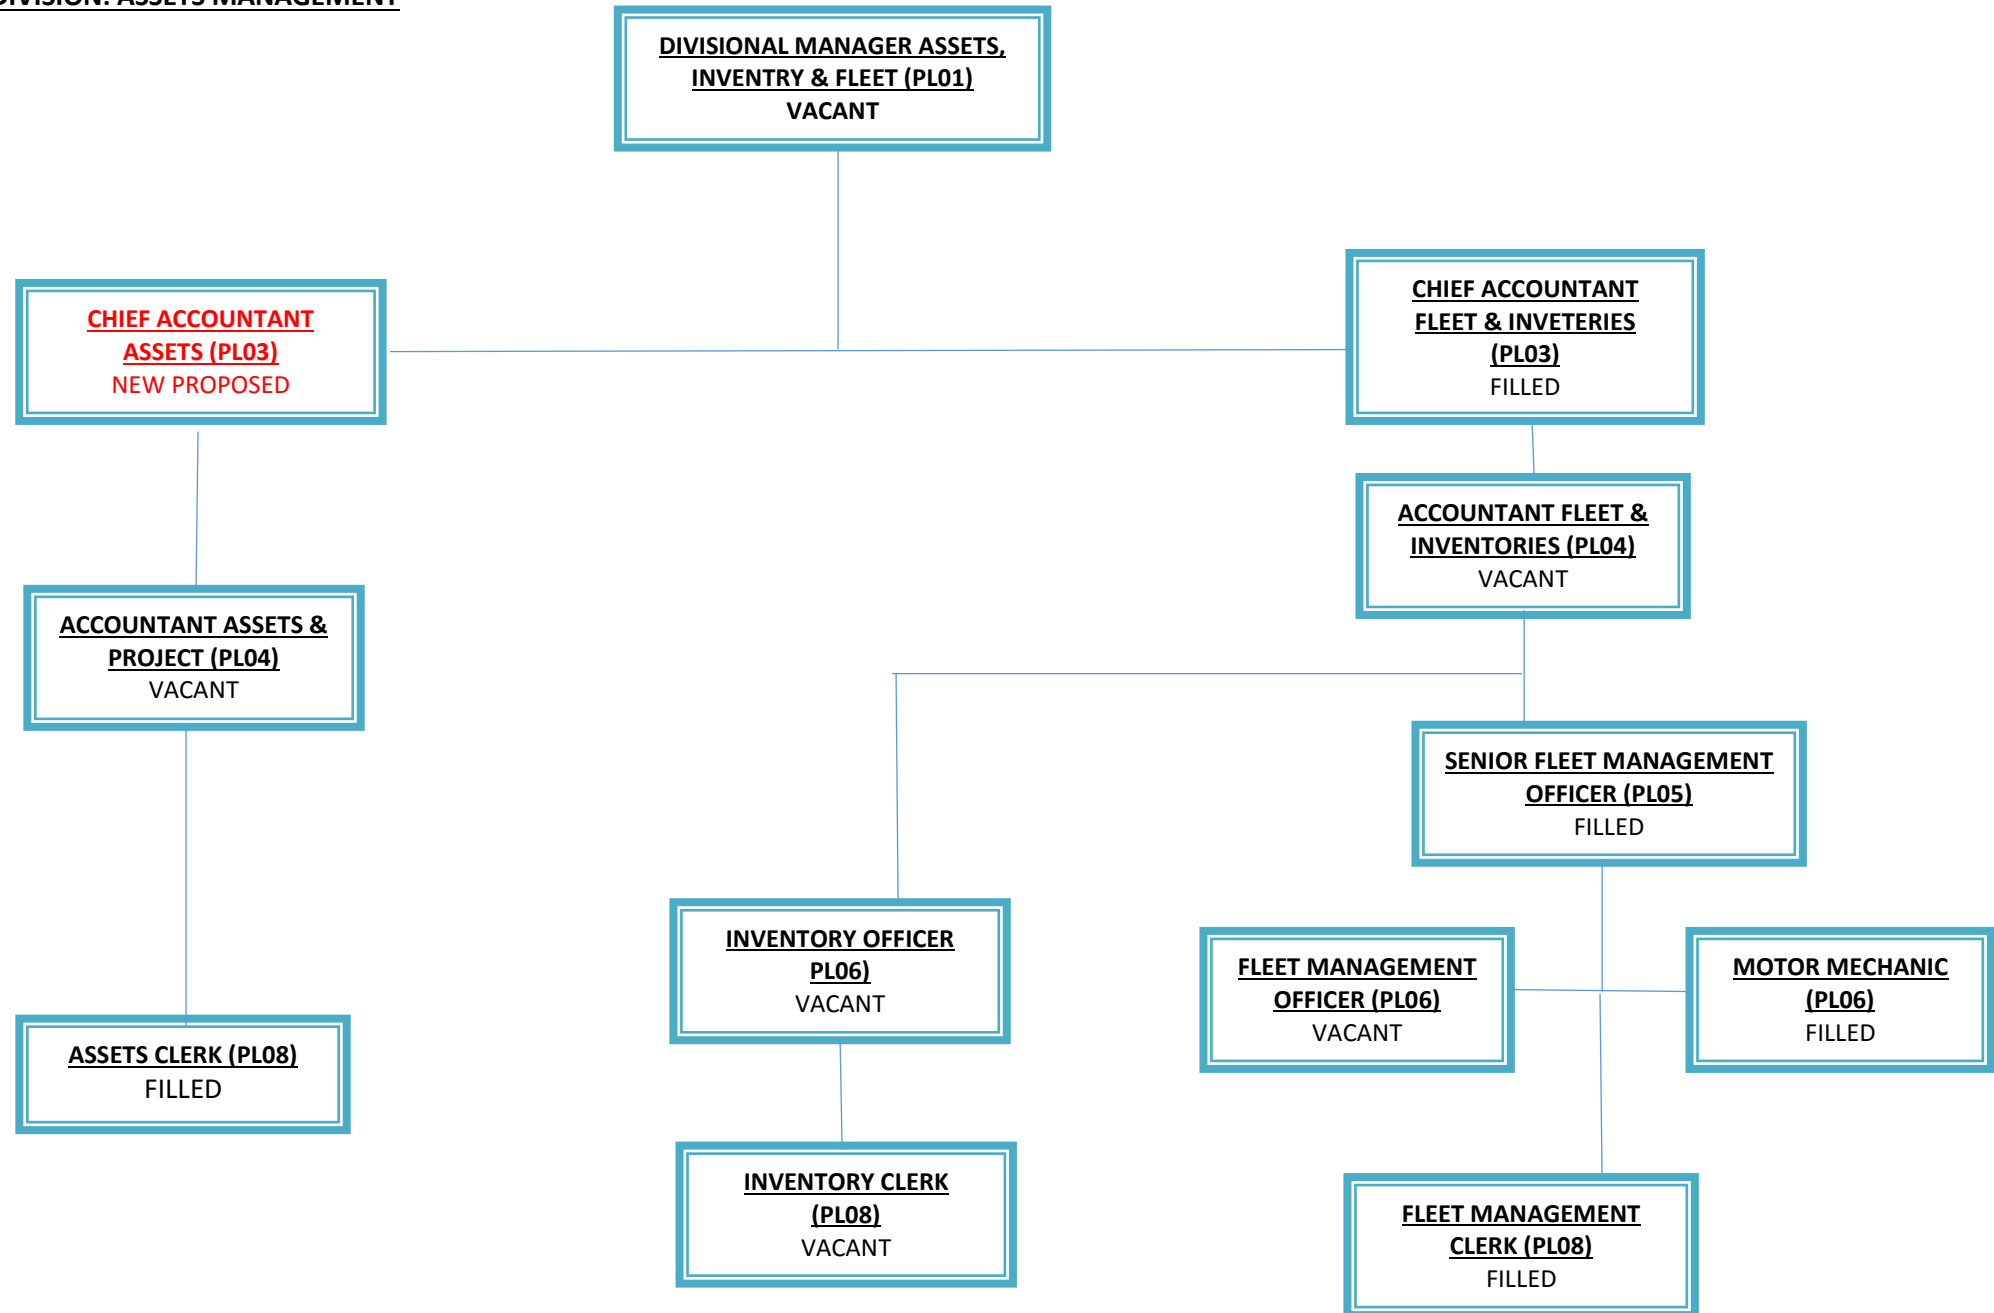 DIVISION: ASSETS MANAGEMENT
DIVISIONAL MANAGER ASSETS,
INVENTRY & FLEET (PL01)
VACANT
CHIEF ACCOUNTANT
ASSETS (PL03)
NEW PROPOSED
CHIEF ACCOUNTANT
FLEET & INVETERIES
(PL03)
FILLED
ACCOUNTANT FLEET &
INVENTORIES (PL04)
VACANT
ACCOUNTANT ASSETS &
PROJECT (PL04)
VACANT
SENIOR FLEET MANAGEMENT
OFFICER (PL05)
FILLED
INVENTORY OFFICER
PL06)
VACANT
FLEET MANAGEMENT
OFFICER (PL06)
VACANT
MOTOR MECHANIC
(PL06)
FILLED
ASSETS CLERK (PL08)
FILLED
INVENTORY CLERK
(PL08)
VACANT
FLEET MANAGEMENT
CLERK (PL08)
FILLED